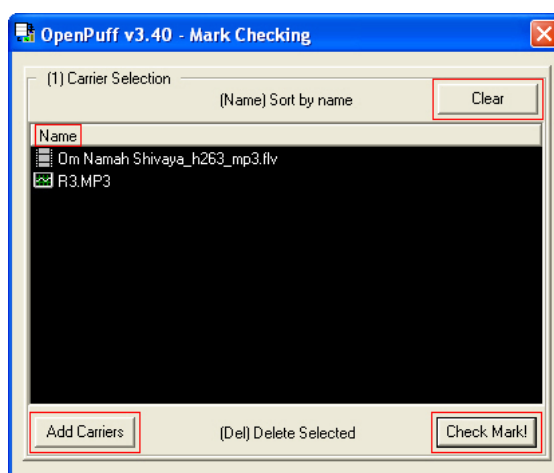 OpenPuff v3.40 - Mark Checking
(1) Carrier Selection
(Name) Sort by name
Clear
Name
Om Namah Shivaya_h263_mp3.flv
R3.MP3
Add Carriers
(Del) Delete Selected
Check Mark!